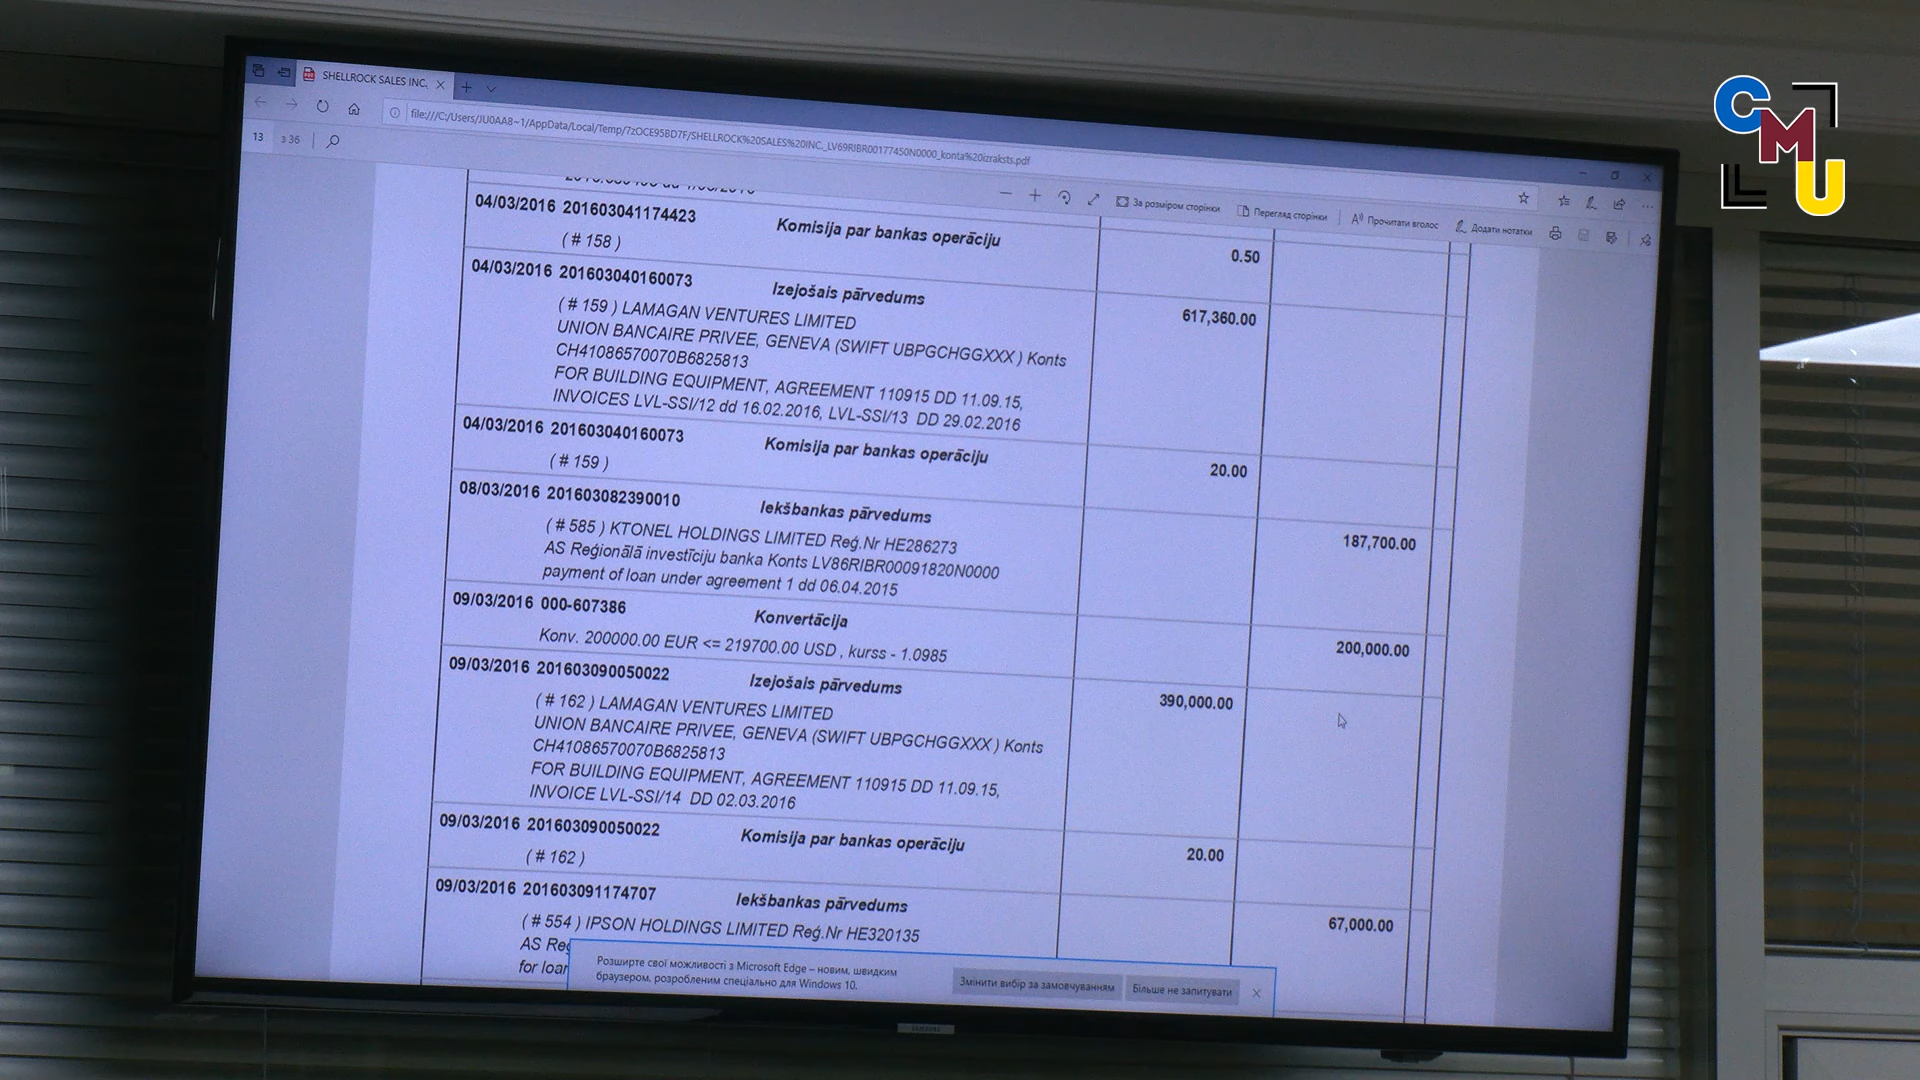 CMU
SHELLROCK SALES INC.
file:///C:/Users/JU0AA8~1/AppData/Local/Temp/7zOCE95BD7F/SHELLROCK%20SALES%20INC._LV69RIBR00177450N0000_konta%20izraksts.pdf
13 з 36
За розміром сторінки Перегляд сторінки Прочитати вголос Додати нотатки
04/03/2016 201603041174423 Komisija par bankas operāciju 0.50
( # 158 )
04/03/2016 201603040160073 Izejošais pārvedums 617,360.00
( # 159 ) LAMAGAN VENTURES LIMITED
UNION BANCAIRE PRIVEE, GENEVA (SWIFT UBPGCHGGXXX ) Konts
CH41086570070B6825813
FOR BUILDING EQUIPMENT, AGREEMENT 110915 DD 11.09.15,
INVOICES LVL-SSI/12 dd 16.02.2016, LVL-SSI/13 DD 29.02.2016
04/03/2016 201603040160073 Komisija par bankas operāciju 20.00
( # 159 )
08/03/2016 201603082390010 Iekšbankas pārvedums 187,700.00
( # 585 ) KTONEL HOLDINGS LIMITED Reģ.Nr HE286273
AS Reģionālā investīciju banka Konts LV86RIBR00091820N0000
payment of loan under agreement 1 dd 06.04.2015
09/03/2016 000-607386 Konvertācija 200,000.00
Konv. 200000.00 EUR <= 219700.00 USD , kurss - 1.0985
09/03/2016 201603090050022 Izejošais pārvedums 390,000.00
( # 162 ) LAMAGAN VENTURES LIMITED
UNION BANCAIRE PRIVEE, GENEVA (SWIFT UBPGCHGGXXX ) Konts
CH41086570070B6825813
FOR BUILDING EQUIPMENT, AGREEMENT 110915 DD 11.09.15,
INVOICE LVL-SSI/14 DD 02.03.2016
09/03/2016 201603090050022 Komisija par bankas operāciju 20.00
( # 162 )
09/03/2016 201603091174707 Iekšbankas pārvedums 67,000.00
( # 554 ) IPSON HOLDINGS LIMITED Reģ.Nr HE320135
AS Reģ
for loan
Розширте свої можливості з Microsoft Edge – новим, швидким
браузером, розробленим спеціально для Windows 10.
Змінити вибір за замовчуванням Більше не запитувати
SAMSUNG